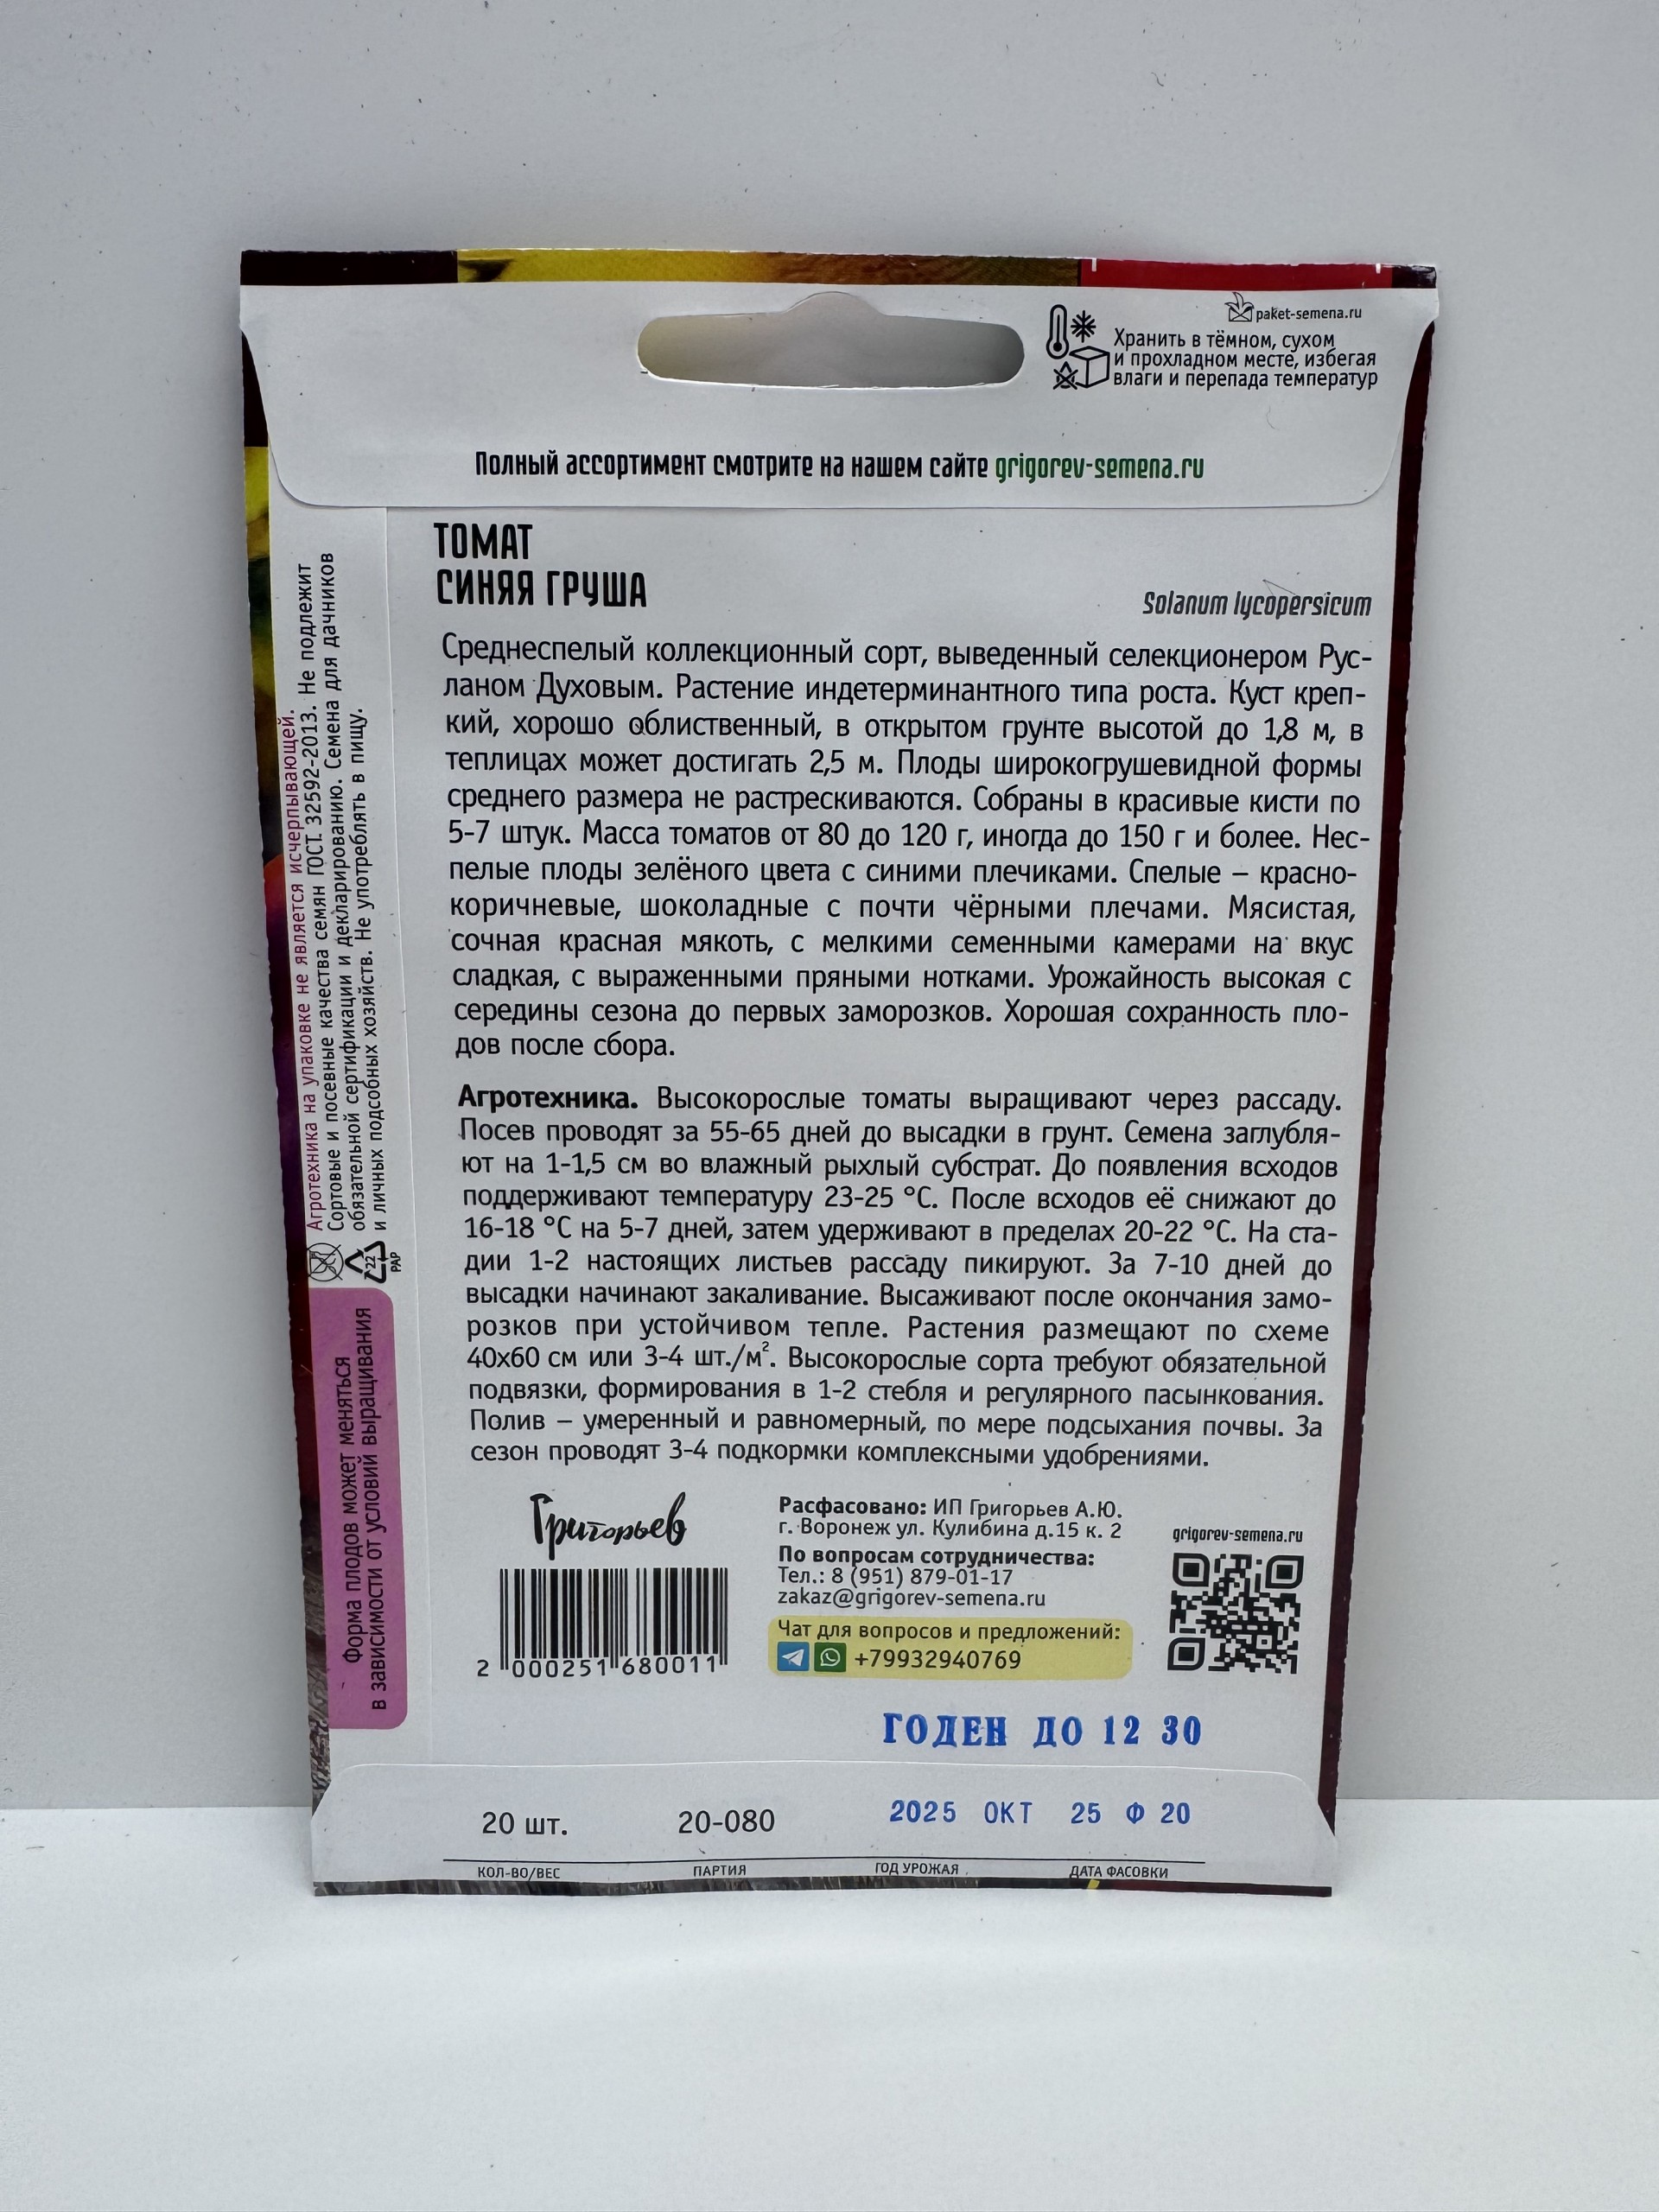 paket-semena.ru
Хранить в тёмном, сухом
и прохладном месте, избегая
влаги и перепада температур
Полный ассортимент смотрите на нашем сайте grigorev-semena.ru
ТОМАТ
СИНЯЯ ГРУША
Solanum lycopersicum
Среднеспелый коллекционный сорт, выведенный селекционером Рус-
ланом Духовым. Растение индетерминантного типа роста. Куст креп-
кий, хорошо облиственный, в открытом грунте высотой до 1,8 м, в
теплицах может достигать 2,5 м. Плоды широкогрушевидной формы
среднего размера не растрескиваются. Собраны в красивые кисти по
5-7 штук. Масса томатов от 80 до 120 г, иногда до 150 г и более. Нес-
пелые плоды зелёного цвета с синими плечиками. Спелые – красно-
коричневые, шоколадные с почти чёрными плечами. Мясистая,
сочная красная мякоть, с мелкими семенными камерами на вкус
сладкая, с выраженными пряными нотками. Урожайность высокая с
середины сезона до первых заморозков. Хорошая сохранность пло-
дов после сбора.
Агротехника. Высокорослые томаты выращивают через рассаду.
Посев проводят за 55-65 дней до высадки в грунт. Семена заглубля-
ют на 1-1,5 см во влажный рыхлый субстрат. До появления всходов
поддерживают температуру 23-25 °C. После всходов её снижают до
16-18 °C на 5-7 дней, затем удерживают в пределах 20-22 °C. На ста-
дии 1-2 настоящих листьев рассаду пикируют. За 7-10 дней до
высадки начинают закаливание. Высаживают после окончания замо-
розков при устойчивом тепле. Растения размещают по схеме
40х60 см или 3-4 шт./м². Высокорослые сорта требуют обязательной
подвязки, формирования в 1-2 стебля и регулярного пасынкования.
Полив – умеренный и равномерный, по мере подсыхания почвы. За
сезон проводят 3-4 подкормки комплексными удобрениями.
Агротехника на упаковке не является исчерпывающей.
Сортовые и посевные качества семян ГОСТ 32592-2013. Не подлежит
обязательной сертификации и декларированию. Семена для дачников
и личных подсобных хозяйств. Не употреблять в пищу.
22
PAP
Форма плодов может меняться
в зависимости от условий выращивания
Григорьев
2 000251 680011
Расфасовано: ИП Григорьев А.Ю.
г. Воронеж ул. Кулибина д.15 к. 2
По вопросам сотрудничества:
Тел.: 8 (951) 879-01-17
zakaz@grigorev-semena.ru
Чат для вопросов и предложений:
+79932940769
grigorev-semena.ru
ГОДЕН ДО 12 30
20 шт. 20-080 2025 ОКТ 25 Ф 20
КОЛ-ВО/ВЕС ПАРТИЯ ГОД УРОЖАЯ ДАТА ФАСОВКИ